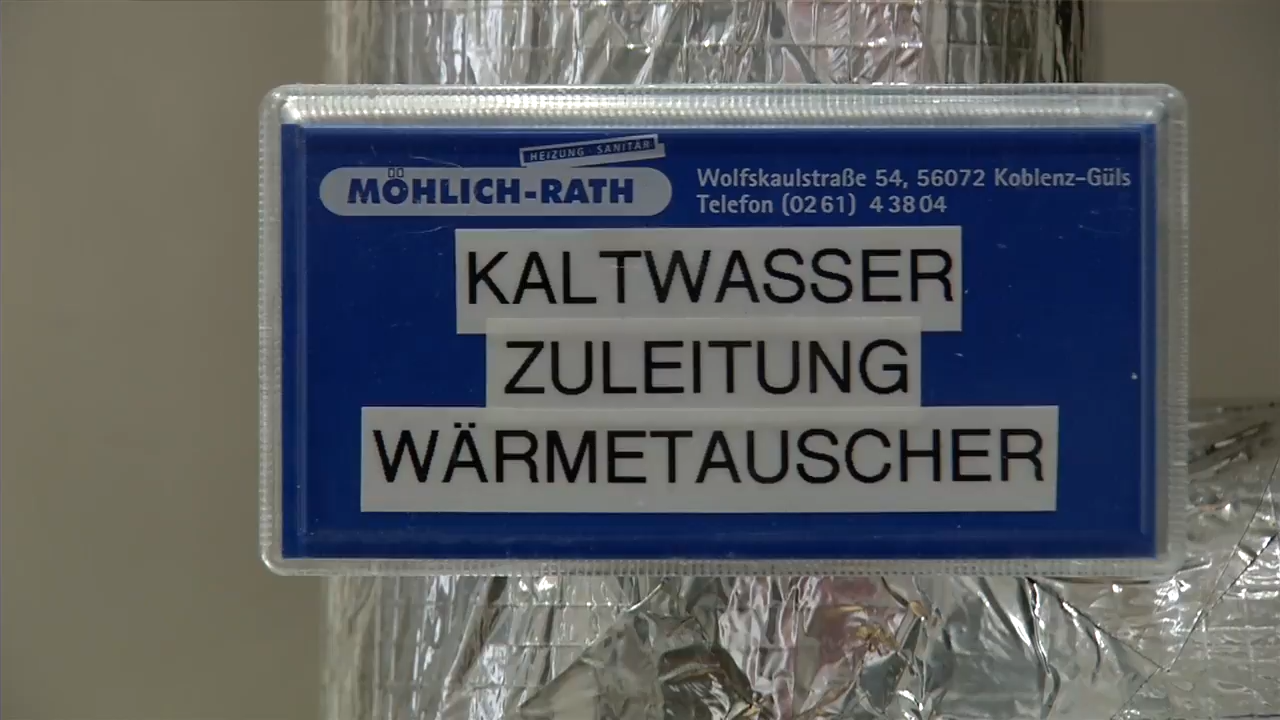 HEIZUNG · SANITÄR
MÖHLICH-RATH
Wolfskaulstraße 54, 56072 Koblenz-Güls
Telefon (0261) 43804
KALTWASSER
ZULEITUNG
WÄRMETAUSCHER